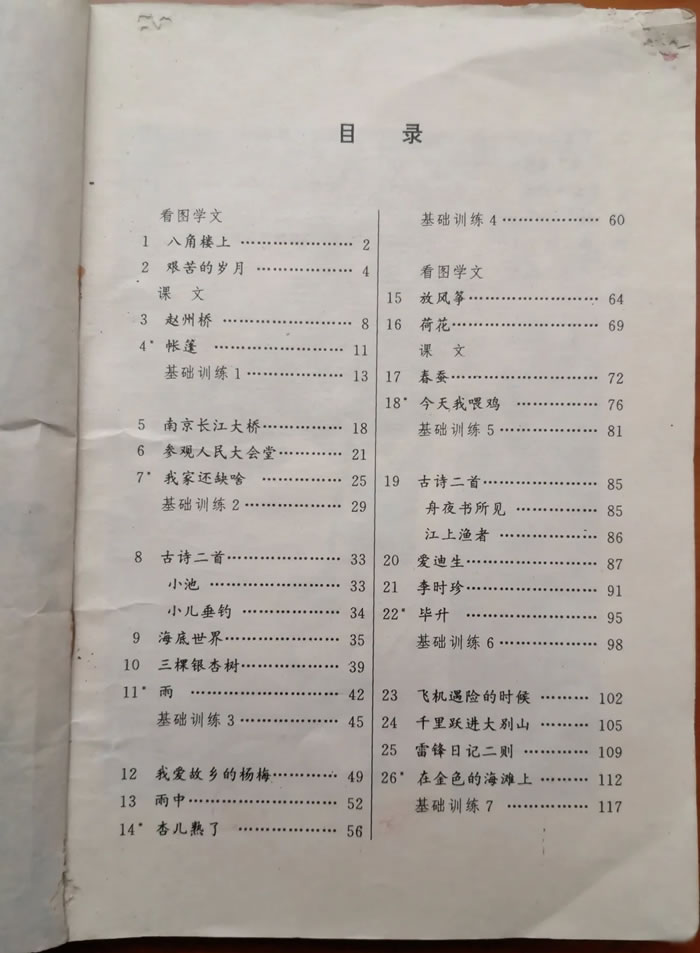 目 录
看图学文
1 八角楼上 ………………… 2
2 艰苦的岁月 ……………… 4
课 文
3 赵州桥 …………………… 8
4* 帐篷 …………………… 11
基础训练1 ……………… 13
5 南京长江大桥…………… 18
6 参观人民大会堂………… 21
7* 我家还缺啥 …………… 25
基础训练2 ……………… 29
8 古诗二首………………… 33
小池 …………………… 33
小儿垂钓 ……………… 34
9 海底世界………………… 35
10 三棵银杏树……………… 39
11* 雨 ……………………… 42
基础训练3 ……………… 45
12 我爱故乡的杨梅………… 49
13 雨中……………………… 52
14* 杏儿熟了 ……………… 56
基础训练4 ……………… 60
看图学文
15 放风筝…………………… 64
16 荷花……………………… 69
课 文
17 春蚕……………………… 72
18* 今天我喂鸡 …………… 76
基础训练5 ……………… 81
19 古诗二首………………… 85
舟夜书所见 …………… 85
江上渔者 ……………… 86
20 爱迪生…………………… 87
21 李时珍…………………… 91
22* 毕升 …………………… 95
基础训练6 ……………… 98
23 飞机遇险的时候 ……… 102
24 千里跃进大别山 ……… 105
25 雷锋日记二则 ………… 109
26* 在金色的海滩上 ……… 112
基础训练7 ……………… 117